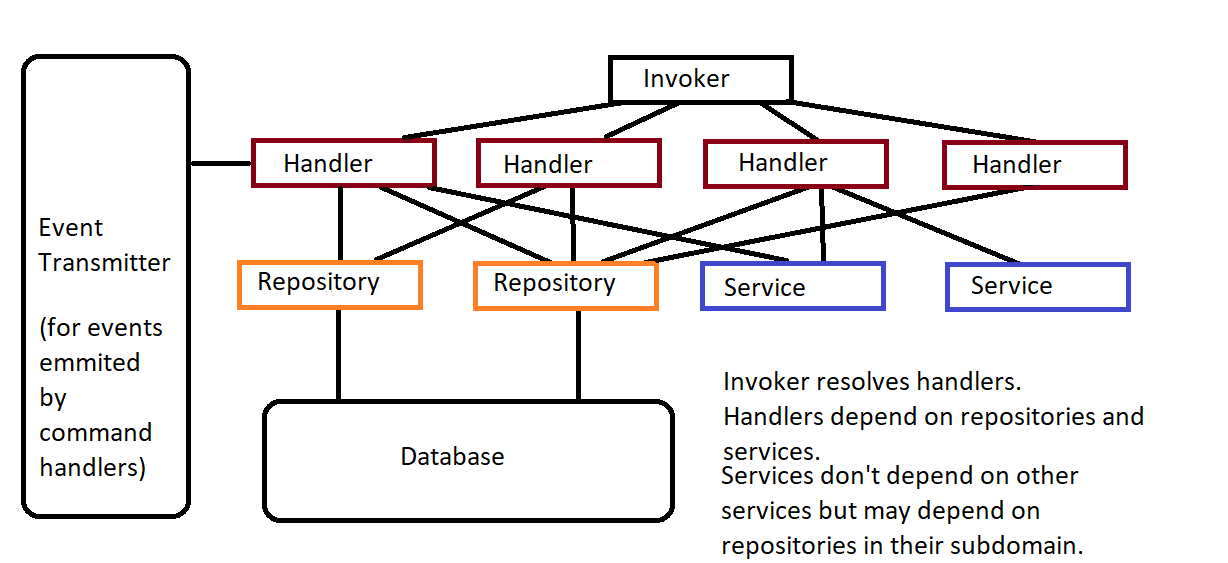 Invoker
Handler
Handler
Handler
Handler
Event
Transmitter
(for events
emmited
by
command
handlers)
Repository
Repository
Service
Service
Database
Invoker resolves handlers.
Handlers depend on repositories and
services.
Services don't depend on other
services but may depend on
repositories in their subdomain.